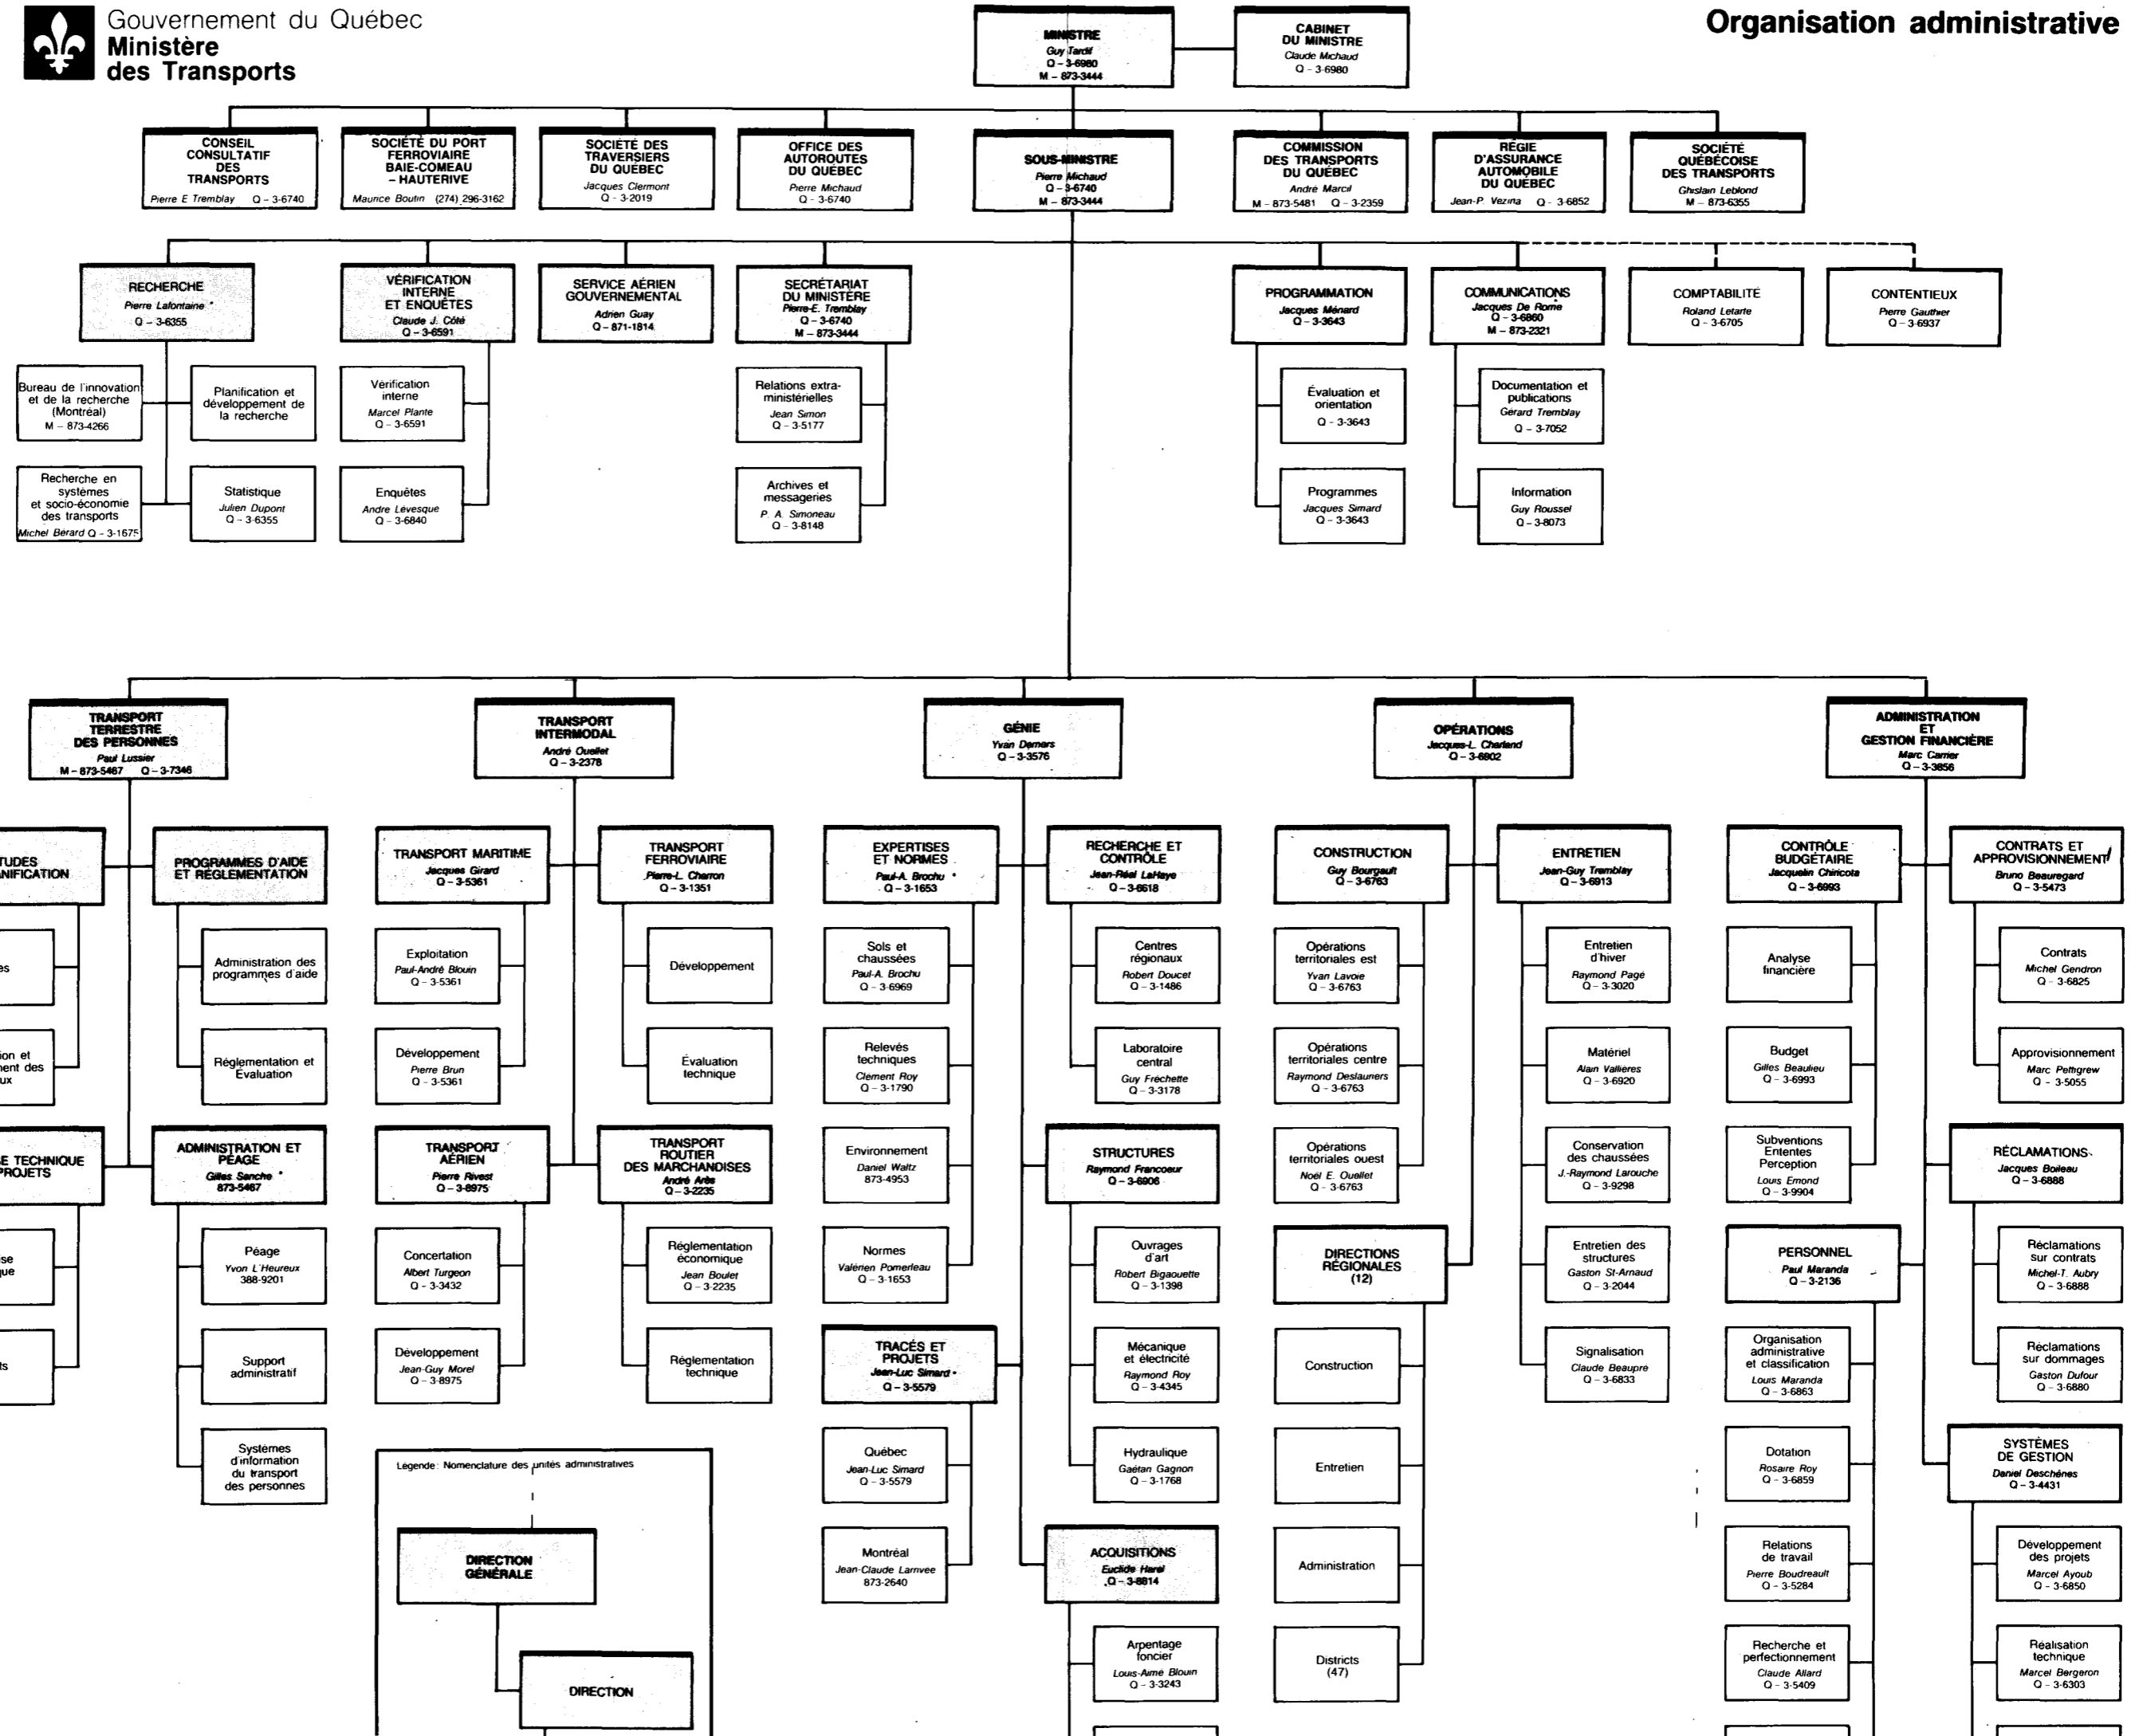 Gouvernement du Québec
Ministère
des Transports
Organisation administrative
MINISTRE
Guy Tardif
Q – 3-6980
M – 873-3444
CABINET
DU MINISTRE
Claude Michaud
Q – 3-6980
CONSEIL
CONSULTATIF
DES
TRANSPORTS
Pierre E Tremblay Q – 3-6740
SOCIÉTÉ DU PORT
FERROVIAIRE
BAIE-COMEAU
– HAUTERIVE
Maurice Boutin (274) 296-3162
SOCIÉTÉ DES
TRAVERSIERS
DU QUÉBEC
Jacques Clermont
Q – 3-2019
OFFICE DES
AUTOROUTES
DU QUÉBEC
Pierre Michaud
Q – 3-6740
SOUS-MINISTRE
Pierre Michaud
Q – 3-6740
M – 873-3444
COMMISSION
DES TRANSPORTS
DU QUÉBEC
André Marcil
M – 873-5481 Q – 3-2359
RÉGIE
D'ASSURANCE
AUTOMOBILE
DU QUÉBEC
Jean-P. Vezina Q – 3-6852
SOCIÉTÉ
QUÉBÉCOISE
DES TRANSPORTS
Ghislain Leblond
M – 873-6355
RECHERCHE
Pierre Lafontaine *
Q – 3-6355
VÉRIFICATION
INTERNE
ET ENQUÊTES
Claude J. Côté
Q – 3-6591
SERVICE AÉRIEN
GOUVERNEMENTAL
Adrien Guay
Q – 871-1814
SECRÉTARIAT
DU MINISTÈRE
Pierre-E. Tremblay
Q – 3-6740
M – 873-3444
PROGRAMMATION
Jacques Ménard
Q – 3-3643
COMMUNICATIONS
Jacques De Rome
Q – 3-6860
M – 873-2321
COMPTABILITÉ
Roland Letarte
Q – 3-6705
CONTENTIEUX
Pierre Gauthier
Q – 3-6937
Bureau de l'innovation
et de la recherche
(Montréal)
M – 873-4266
Planification et
développement de
la recherche
Vérification
interne
Marcel Plante
Q – 3-6591
Relations extra-
ministérielles
Jean Simon
Q – 3-5177
Évaluation et
orientation
Q – 3-3643
Documentation et
publications
Gérard Tremblay
Q – 3-7052
Recherche en
systèmes
et socio-économie
des transports
Michel Bérard Q – 3-1675
Statistique
Julien Dupont
Q – 3-6355
Enquêtes
Andre Lévesque
Q – 3-6840
Archives et
messageries
P. A. Simoneau
Q – 3-8148
Programmes
Jacques Simard
Q – 3-3643
Information
Guy Roussel
Q – 3-8073
TRANSPORT
TERRESTRE
DES PERSONNES
Paul Lussier
M – 873-5467 Q – 3-7346
TRANSPORT
INTERMODAL
André Ouellet
Q – 3-2378
GÉNIE
Yvan Demers
Q – 3-3576
OPÉRATIONS
Jacques-L. Charland
Q – 3-6902
ADMINISTRATION
ET
GESTION FINANCIÈRE
Marc Carrier
Q – 3-3856
TUDES
NIFICATION
PROGRAMMES D'AIDE
ET RÉGLEMENTATION
TRANSPORT MARITIME
Jacques Girard
Q – 3-5361
TRANSPORT
FERROVIAIRE
Pierre-L. Charron
Q – 3-1351
EXPERTISES
ET NORMES
Paul-A. Brochu *
Q – 3-1653
RECHERCHE ET
CONTRÔLE
Jean-Réal LaHaye
Q – 3-6618
CONSTRUCTION
Guy Bourgault
Q – 3-6763
ENTRETIEN
Jean-Guy Tremblay
Q – 3-6913
CONTRÔLE
BUDGÉTAIRE
Jacquelin Chiricota
Q – 3-6993
CONTRATS ET
APPROVISIONNEMENT
Bruno Beauregard
Q – 3-5473
es
Administration des
programmes d'aide
Exploitation
Paul-André Blouin
Q – 3-5361
Développement
Sols et
chaussées
Paul-A. Brochu
Q – 3-6969
Centres
régionaux
Robert Doucet
Q – 3-1486
Opérations
territoriales est
Yvan Lavoie
Q – 3-6763
Entretien
d'hiver
Raymond Pagé
Q – 3-3020
Analyse
financière
Contrats
Michel Gendron
Q – 3-6825
ion et
ment des
ux
Réglementation et
Évaluation
Développement
Pierre Brun
Q – 3-5361
Évaluation
technique
Relevés
techniques
Clément Roy
Q – 3-1790
Laboratoire
central
Guy Fréchette
Q – 3-3178
Opérations
territoriales centre
Raymond Deslauriers
Q – 3-6763
Matériel
Alain Vallières
Q – 3-6920
Budget
Gilles Beaulieu
Q – 3-6993
Approvisionnement
Marc Pettigrew
Q – 3-5055
E TECHNIQUE
PROJETS
ADMINISTRATION ET
PÉAGE
Gilles Sanche *
873-5467
TRANSPORT
AÉRIEN
Pierre Rivest
Q – 3-8975
TRANSPORT
ROUTIER
DES MARCHANDISES
André Arès
Q – 3-2235
Environnement
Daniel Waltz
873-4953
STRUCTURES
Raymond Francoeur
Q – 3-6906
Opérations
territoriales ouest
Noël E. Ouellet
Q – 3-6763
Conservation
des chaussées
J.-Raymond Larouche
Q – 3-9298
Subventions
Ententes
Perception
Louis Emond
Q – 3-9904
RÉCLAMATIONS
Jacques Boileau
Q – 3-6888
ise
que
Péage
Yvon L'Heureux
388-9201
Concertation
Albert Turgeon
Q – 3-3432
Réglementation
économique
Jean Boulet
Q – 3-2235
Normes
Valérien Pomerleau
Q – 3-1653
Ouvrages
d'art
Robert Bigaouette
Q – 3-1398
DIRECTIONS
RÉGIONALES
(12)
Entretien des
structures
Gaston St-Arnaud
Q – 3-2044
PERSONNEL
Paul Maranda
Q – 3-2136
Réclamations
sur contrats
Michel-T. Aubry
Q – 3-6888
ts
Support
administratif
Développement
Jean-Guy Morel
Q – 3-8975
Réglementation
technique
TRACÉS ET
PROJETS
Jean-Luc Simard *
Q – 3-5579
Mécanique
et électricité
Raymond Roy
Q – 3-4345
Construction
Signalisation
Claude Beaupré
Q – 3-6833
Organisation
administrative
et classification
Louis Maranda
Q – 3-6863
Réclamations
sur dommages
Gaston Dufour
Q – 3-6880
Systèmes
d'information
du transport
des personnes
Légende: Nomenclature des unités administratives
Québec
Jean-Luc Simard
Q – 3-5579
Hydraulique
Gaétan Gagnon
Q – 3-1768
Entretien
Dotation
Rosaire Roy
Q – 3-6859
SYSTÈMES
DE GESTION
Daniel Deschênes
Q – 3-4431
DIRECTION
GÉNÉRALE
Montréal
Jean-Claude Larrivee
873-2640
ACQUISITIONS
Euclide Harel
Q – 3-8814
Administration
Relations
de travail
Pierre Boudreault
Q – 3-5284
Développement
des projets
Marcel Ayoub
Q – 3-6850
DIRECTION
Arpentage
foncier
Louis-Aimé Blouin
Q – 3-3243
Districts
(47)
Recherche et
perfectionnement
Claude Allard
Q – 3-5409
Réalisation
technique
Marcel Bergeron
Q – 3-6303